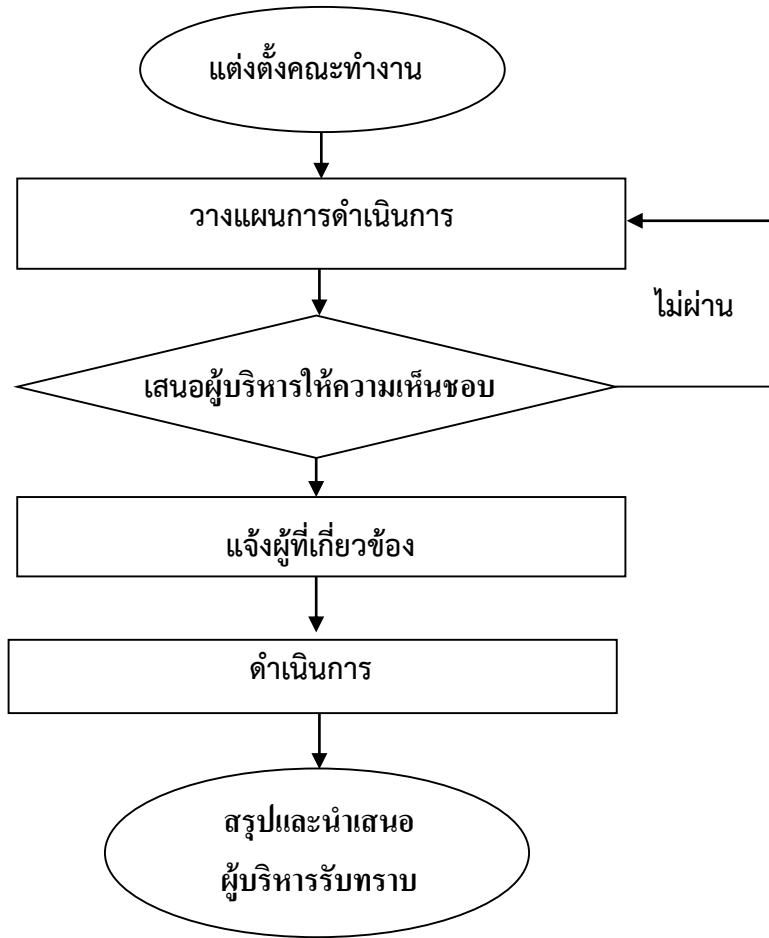 แต่งตั้งคณะทำงาน
วางแผนการดำเนินการ
ไม่ผ่าน
เสนอผู้บริหารให้ความเห็นชอบ
แจ้งผู้ที่เกี่ยวข้อง
ดำเนินการ
สรุปและนำเสนอ
ผู้บริหารรับทราบ